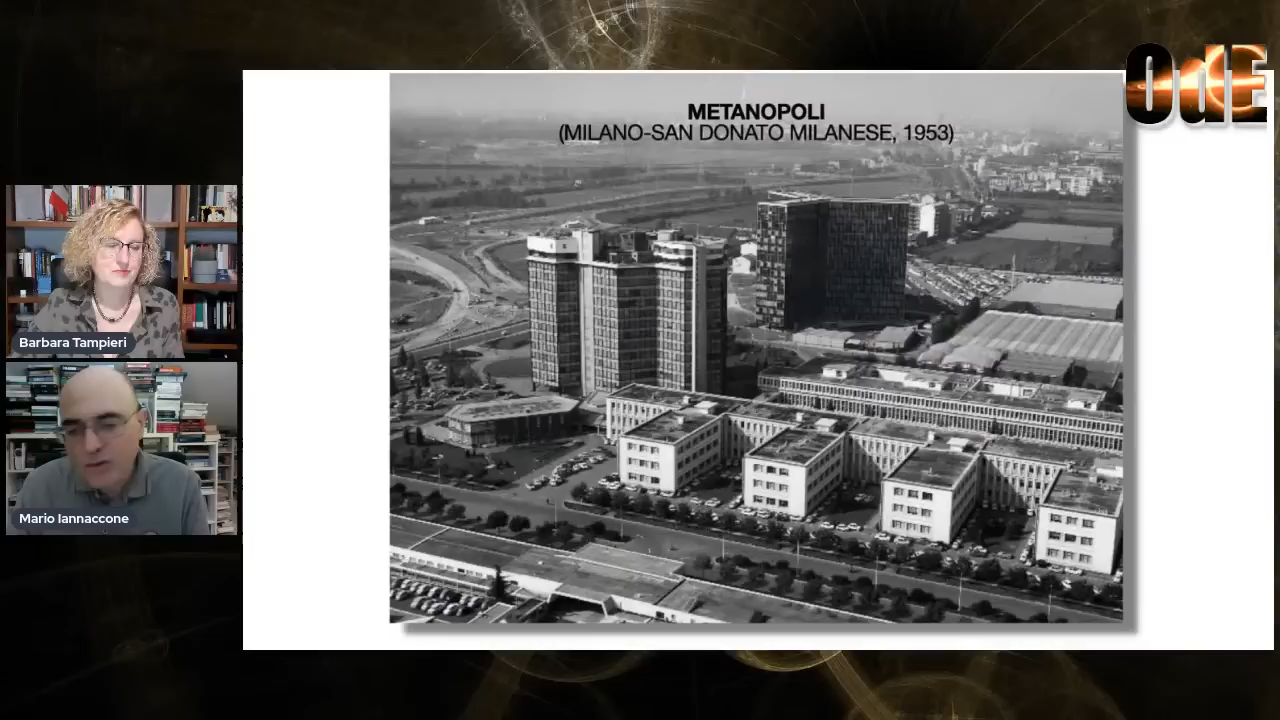 METANOPOLI
(MILANO-SAN DONATO MILANESE, 1953)
OdE
Barbara Tampieri
Mario Iannaccone